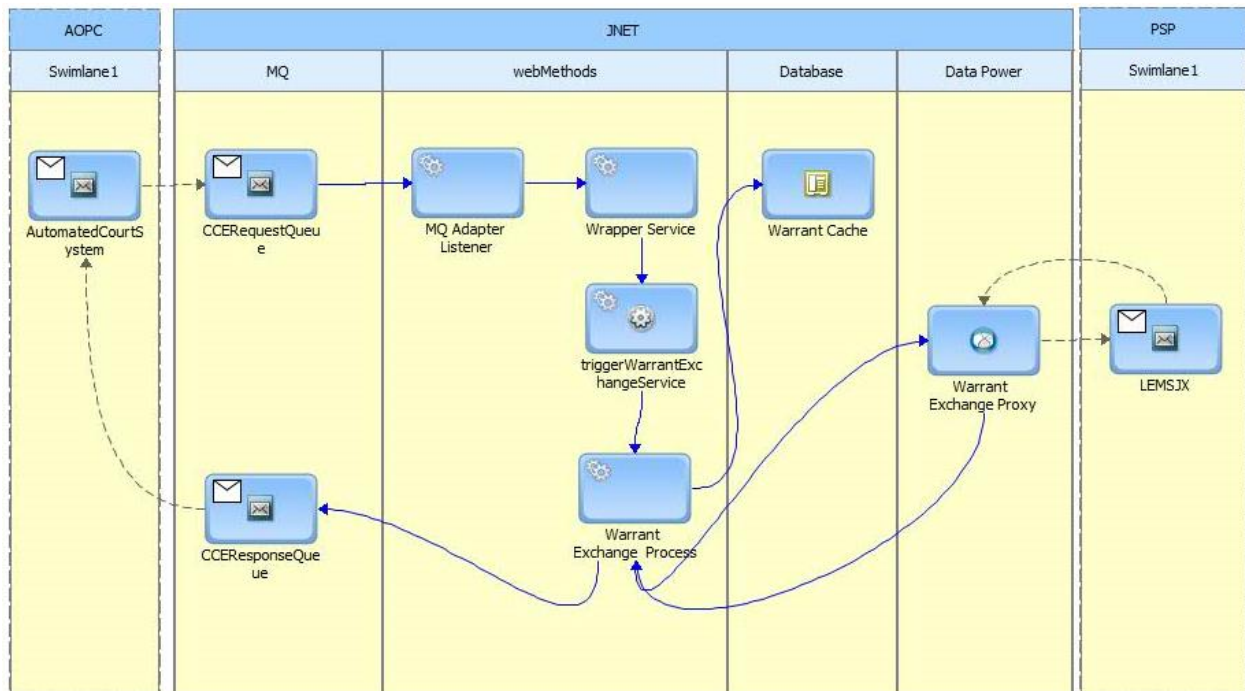 AOPC
JNET
PSP
Swimlane1
MQ
webMethods
Database
Data Power
Swimlane1
AutomatedCourtS
ystem
CCERequestQueu
e
MQ Adapter
Listener
Wrapper Service
Warrant Cache
triggerWarrantExc
hangeService
Warrant
Exchange Proxy
LEMSJX
CCEResponseQue
ue
Warrant
Exchange Process